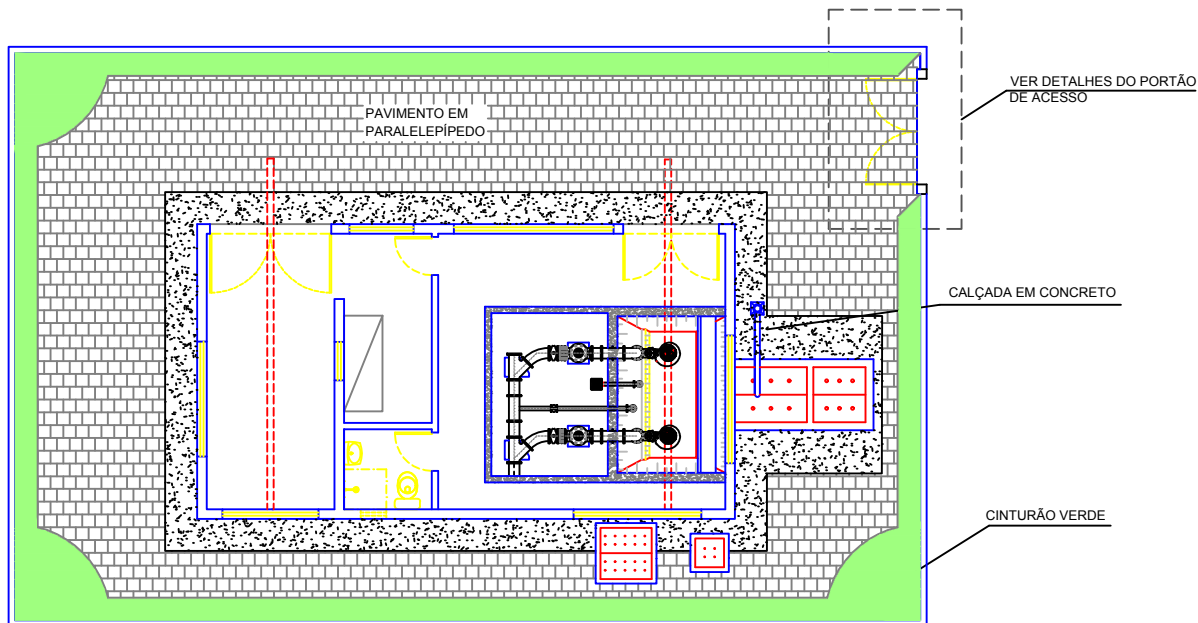 VER DETALHES DO PORTÃO
DE ACESSO
PAVIMENTO EM
PARALELEPÍPEDO
CALÇADA EM CONCRETO
CINTURÃO VERDE